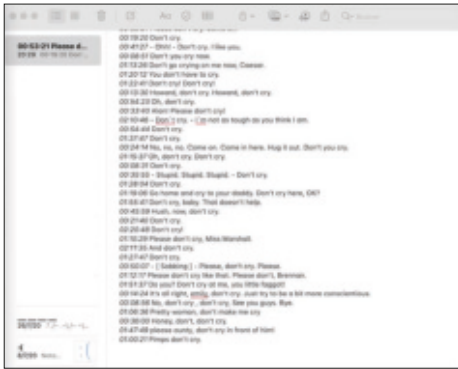 00:53:21 Please d...
00:19:20 Don't cry.
00:41:27 - Ohh! - Don't cry. I like you.
00:08:51 Don't you cry now.
01:13:26 Don't go crying on me now, Caesar.
01:20:12 You don't have to cry.
01:22:41 Don't cry! Don't cry!
00:13:30 Howard, don't cry. Howard, don't cry.
00:54:23 Oh, don't cry.
00:33:40 Alan! Please don't cry!
02:10:46 - Don't cry. - I'm not as tough as you think I am.
00:54:44 Don't cry.
01:37:47 Don't cry.
00:24:14 No, no, no. Come on. Come in here. Hug it out. Don't you cry.
01:15:37 Oh, don't cry. Don't cry.
00:08:31 Don't cry.
00:35:55 - Stupid. Stupid. Stupid. - Don't cry.
01:28:04 Don't cry.
01:19:06 Go home and cry to your daddy. Don't cry here, OK?
01:55:41 Don't cry, baby. That doesn't help.
00:45:59 Hush, now, don't cry.
00:21:40 Don't cry.
02:20:49 Don't cry!
01:10:29 Please don't cry, Miss Marshall.
02:11:35 And don't cry.
01:27:47 Don't cry.
00:50:07 - [ Sobbing ] - Please, don't cry. Please.
01:12:17 Please don't cry like that. Please don't, Brennan.
01:51:37 Do you? Don't cry at me, you little faggot!
00:14:24 It's all right, emily, don't cry. Just try to be a bit more conscientious.
00:08:58 No, don't cry , don't cry. See you guys. Bye.
01:06:36 Pretty woman, don't make me cry
00:36:00 Honey, don't, don't cry.
01:47:49 please aunty, don't cry in front of him!
01:00:21 Pimps don't cry.